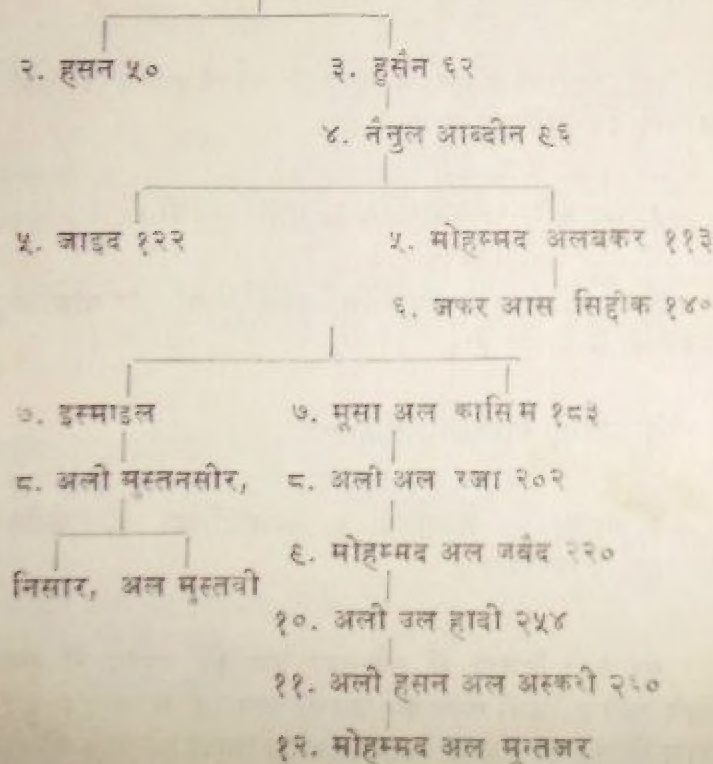 २. हसन ५० ३. हुसैन ६२
४. नैनुल आब्दीन ९६
५. जाइद १२२ ५. मोहम्मद अलबकर ११३
६. जफर आस सिद्दीक १४०
७. इस्माइल ७. मूसा अल कासिम १८३
८. अली मुस्तनसीर, ८. अली अल रजा २०२
९. मोहम्मद अल जवैद २२०
निसार, अल मुस्तवी
१०. अली उल हादी २५४
११. अली हसन अल अस्करी २६०
१२. मोहम्मद अल मुन्तजर